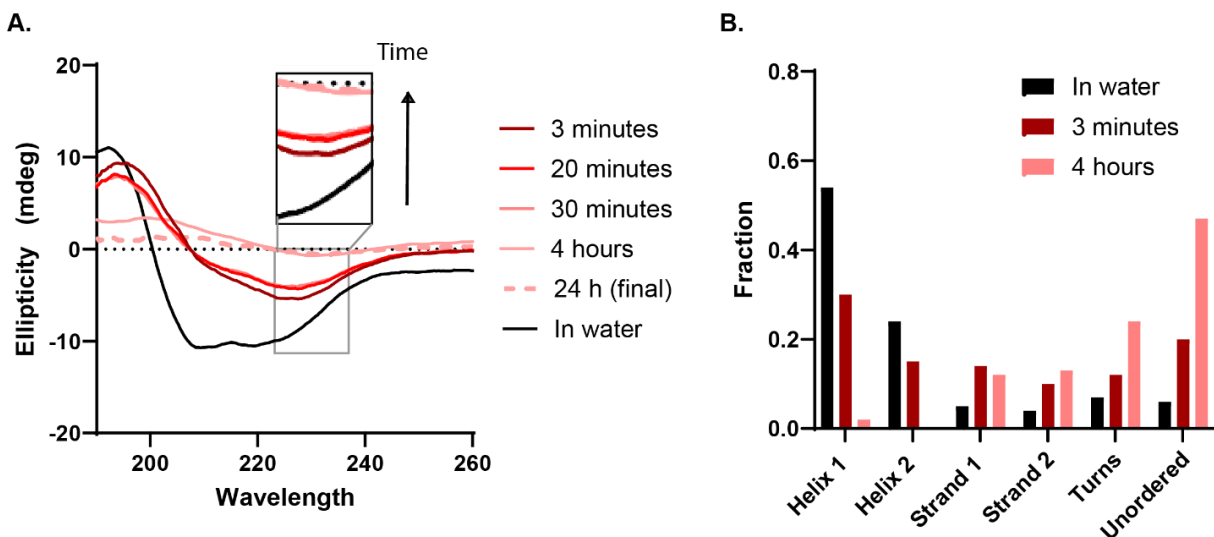 A.
20
10
0
-10
-20
200
220
240
260
Ellipticity (mdeg)
Wavelength
Time
3 minutes
20 minutes
30 minutes
4 hours
24 h (final)
In water
B.
0.8
0.6
0.4
0.2
0.0
Fraction
In water
3 minutes
4 hours
Helix 1
Helix 2
Strand 1
Strand 2
Turns
Unordered